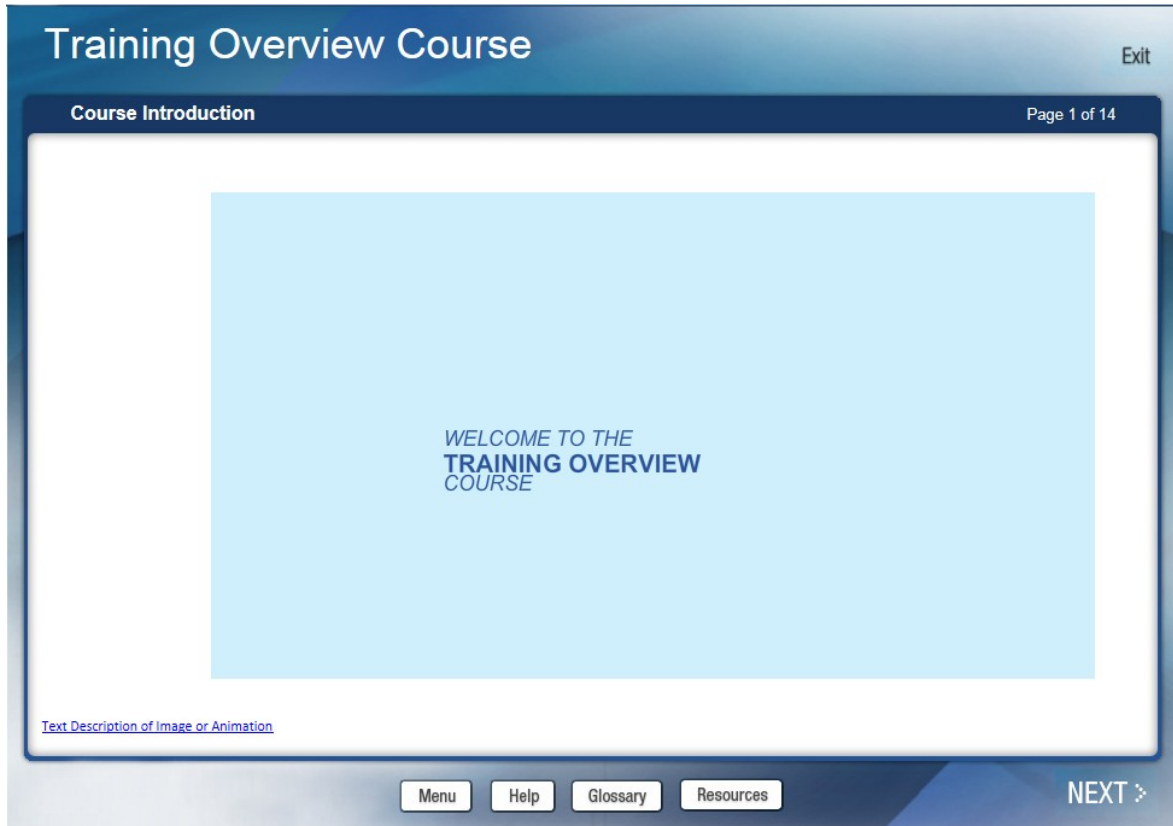 Training Overview Course
Exit
Course Introduction
Page 1 of 14
WELCOME TO THE
TRAINING OVERVIEW
COURSE
Text Description of Image or Animation
Menu
Help
Glossary
Resources
NEXT